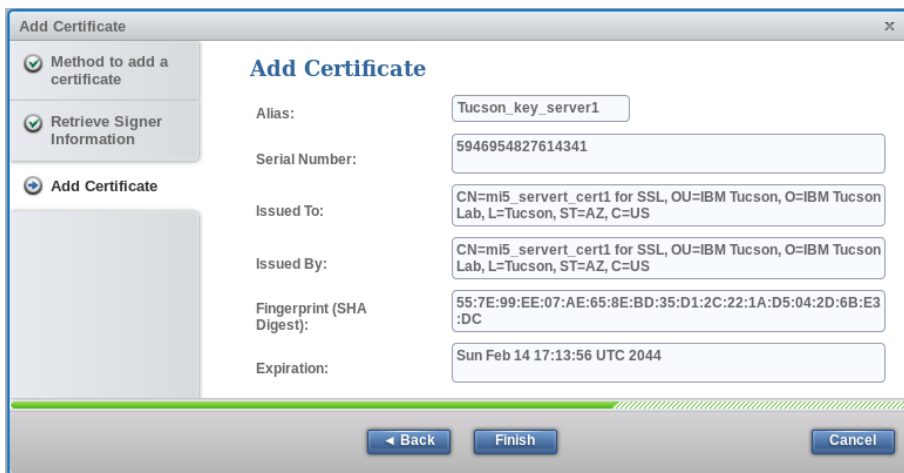 Add Certificate
x
Method to add a
certificate
Retrieve Signer
Information
Add Certificate
Add Certificate
Alias:
Tucson_key_server1
Serial Number:
5946954827614341
Issued To:
CN=mi5_servert_cert1 for SSL, OU=IBM Tucson, O=IBM Tucson
Lab, L=Tucson, ST=AZ, C=US
Issued By:
CN=mi5_servert_cert1 for SSL, OU=IBM Tucson, O=IBM Tucson
Lab, L=Tucson, ST=AZ, C=US
Fingerprint (SHA
Digest):
55:7E:99:EE:07:AE:65:8E:BD:35:D1:2C:22:1A:D5:04:2D:6B:E3
:DC
Expiration:
Sun Feb 14 17:13:56 UTC 2044
◄ Back
Finish
Cancel